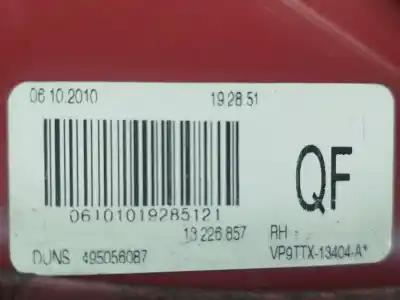 06.10.2010 19:28:51
QF
06101019285121
13 226 857 RH
DUNS 495056087 VP9TTX-13404-A*